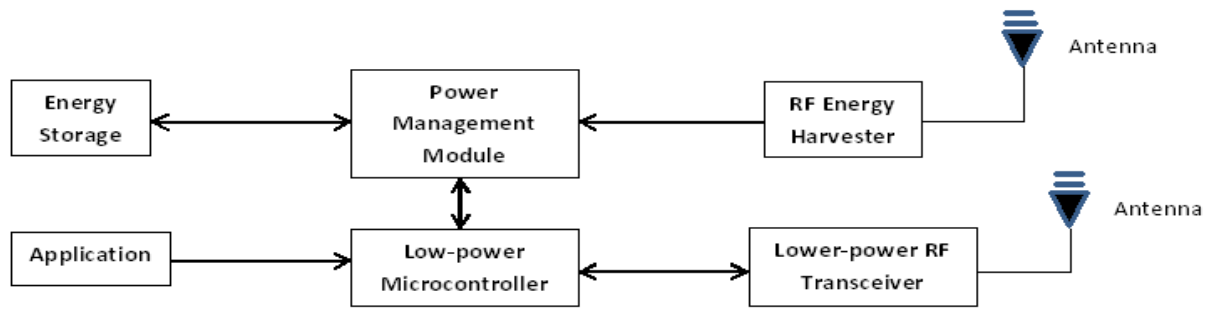 Antenna
Energy
Storage
Power
Management
Module
RF Energy
Harvester
Antenna
Application
Low-power
Microcontroller
Lower-power RF
Transceiver